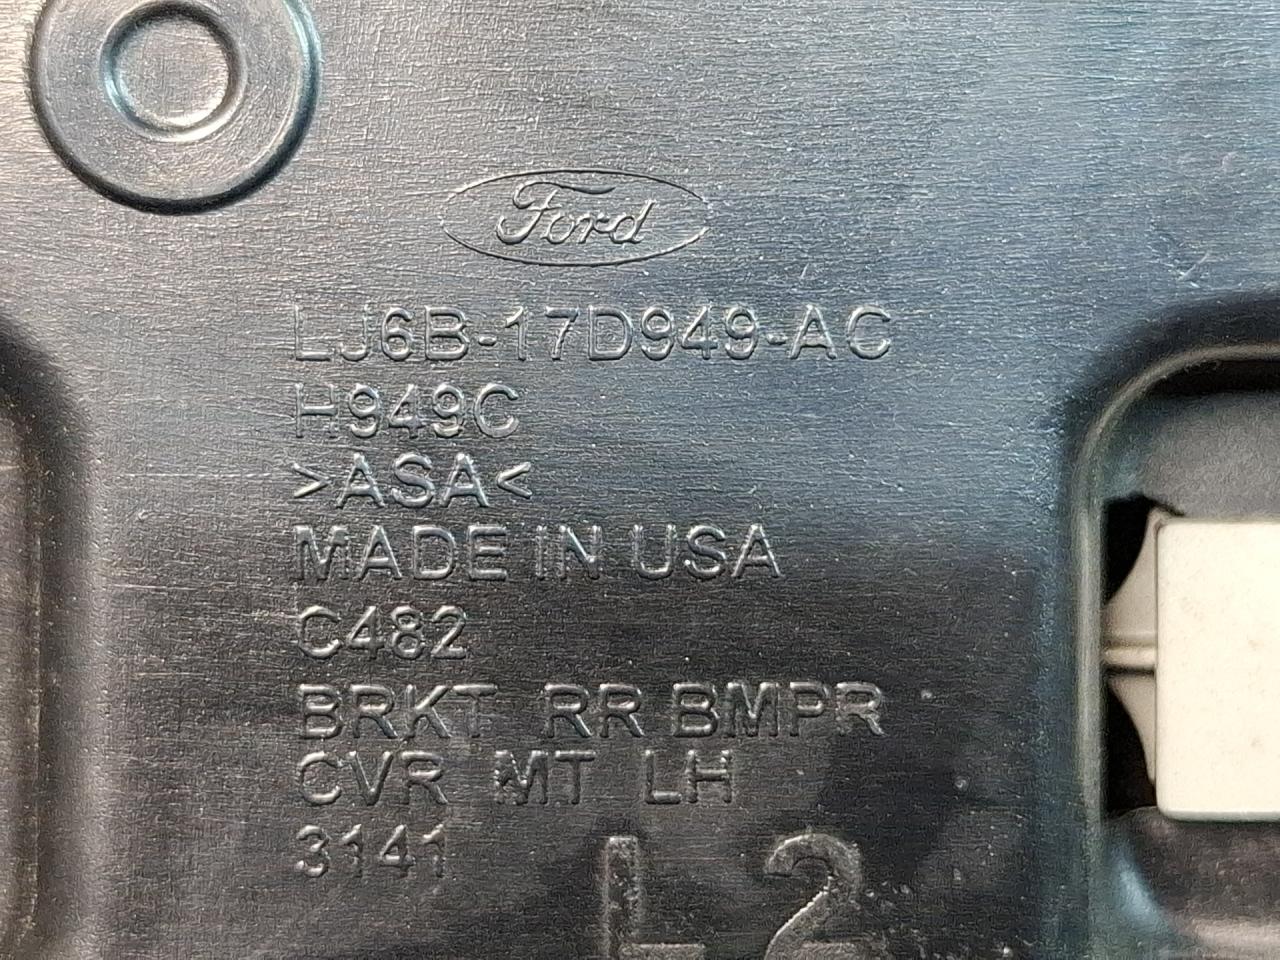 Ford
LJ6B-17D949-AC
H949C
>ASA<
MADE IN USA
C482
BRKT RR BMPR
CVR MT LH
3141
L2